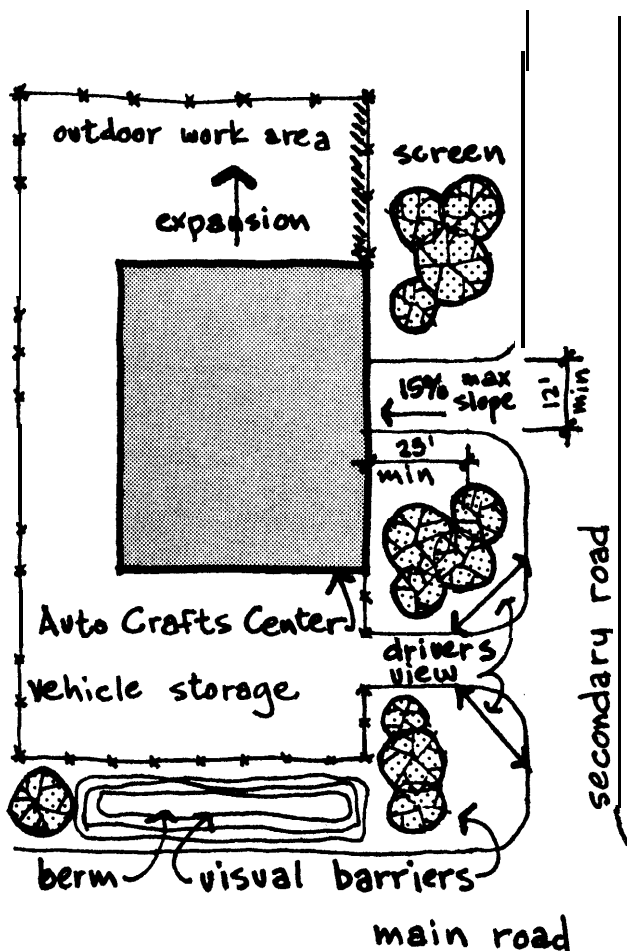 outdoor work area
expansion
screen
15% max
slope
12'
min
25'
min
Auto Crafts Center
drivers
view
vehicle storage
secondary road
berm
visual barriers
main road